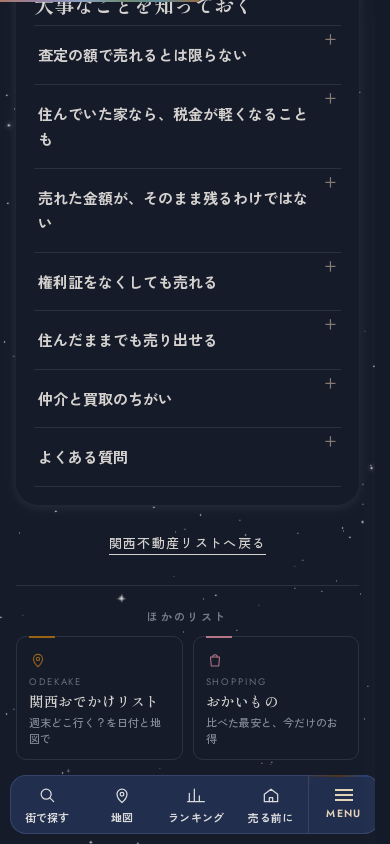 大事なことを知っておく
査定の額で売れるとは限らない
住んでいた家なら、税金が軽くなること
も
売れた金額が、そのまま残るわけではな
い
権利証をなくしても売れる
住んだままでも売り出せる
仲介と買取のちがい
よくある質問
関西不動産リストへ戻る
ほかのリスト
ODEKAKE
関西おでかけリスト
週末どこ行く？を日付と地
図で
SHOPPING
おかいもの
比べた最安と、今だけのお
得
街で探す
地図
ランキング
売る前に
MENU